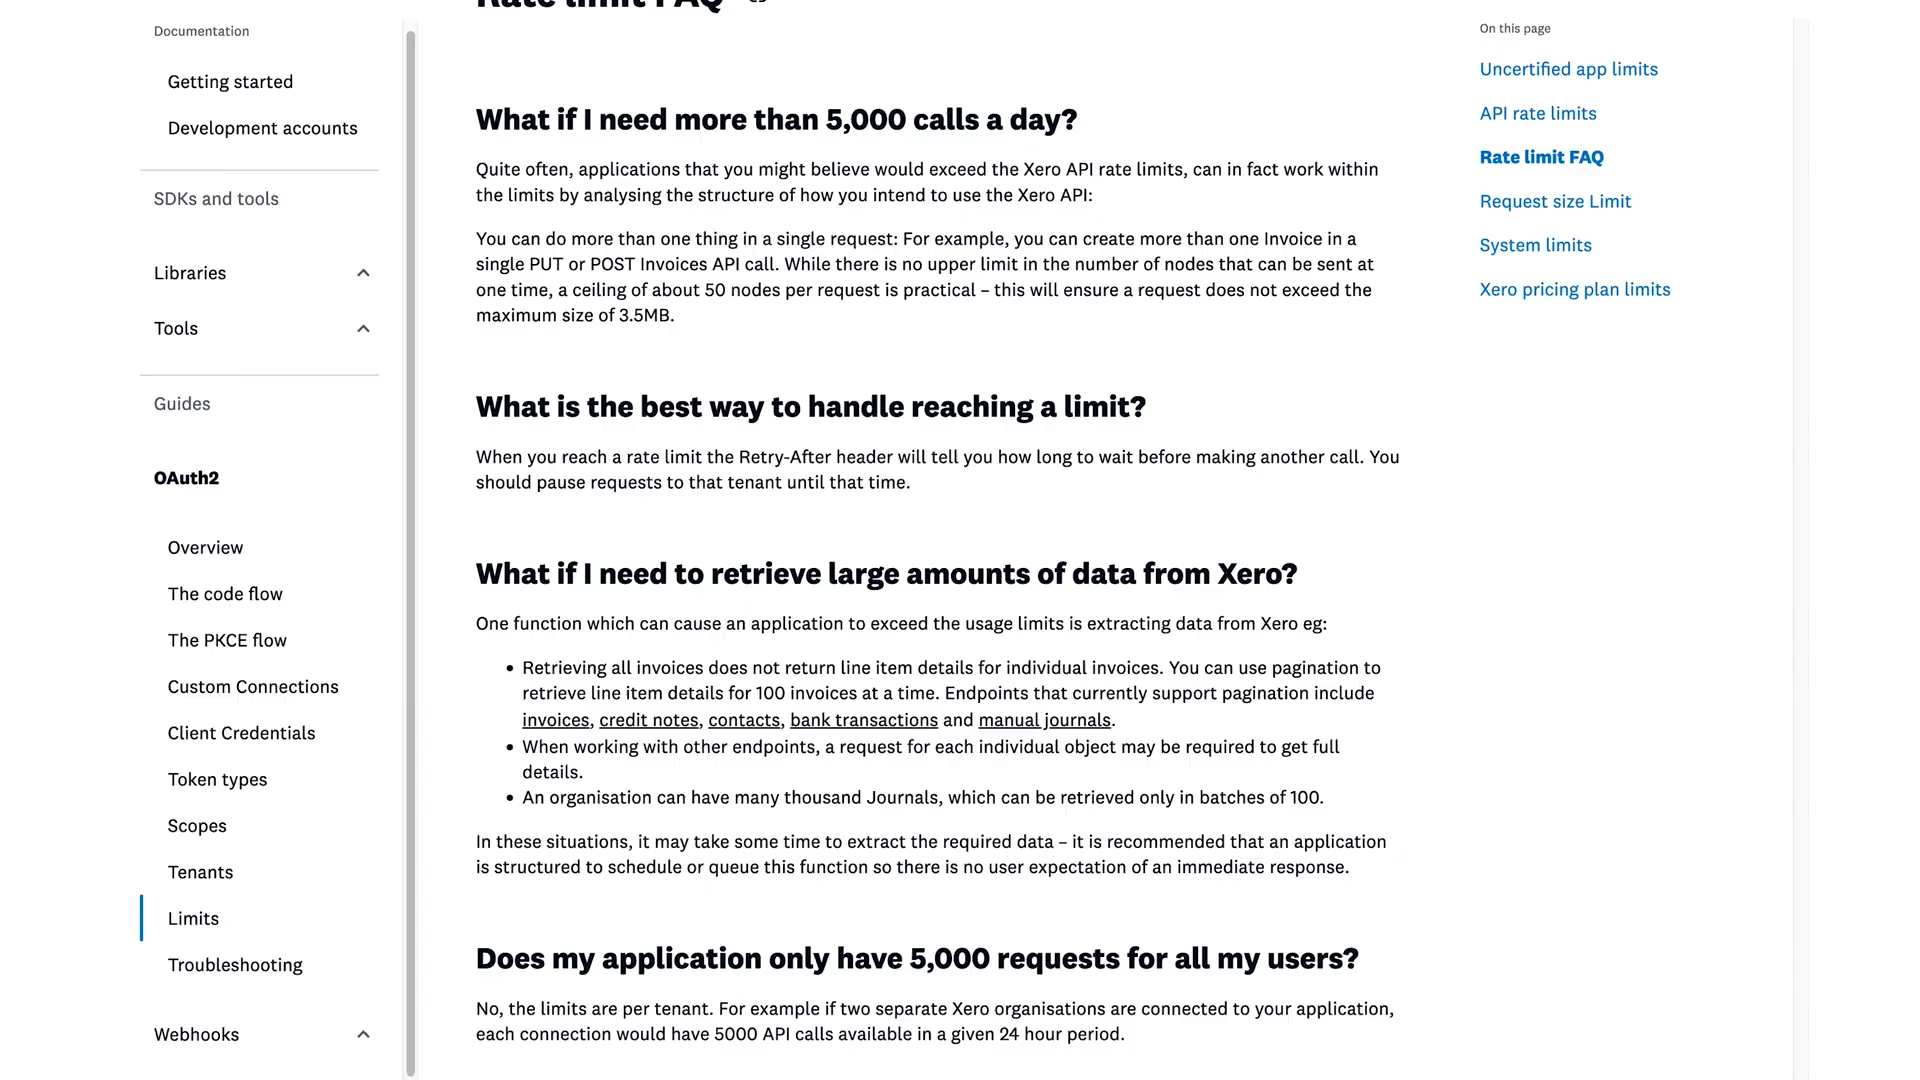 Documentation
Getting started
Development accounts
SDKs and tools
Libraries
Tools
Guides
OAuth2
Overview
The code flow
The PKCE flow
Custom Connections
Client Credentials
Token types
Scopes
Tenants
Limits
Troubleshooting
Webhooks
Rate limit FAQ
What if I need more than 5,000 calls a day?
Quite often, applications that you might believe would exceed the Xero API rate limits, can in fact work within
the limits by analysing the structure of how you intend to use the Xero API:
You can do more than one thing in a single request: For example, you can create more than one Invoice in a
single PUT or POST Invoices API call. While there is no upper limit in the number of nodes that can be sent at
one time, a ceiling of about 50 nodes per request is practical – this will ensure a request does not exceed the
maximum size of 3.5MB.
What is the best way to handle reaching a limit?
When you reach a rate limit the Retry-After header will tell you how long to wait before making another call. You
should pause requests to that tenant until that time.
What if I need to retrieve large amounts of data from Xero?
One function which can cause an application to exceed the usage limits is extracting data from Xero eg:
• Retrieving all invoices does not return line item details for individual invoices. You can use pagination to
retrieve line item details for 100 invoices at a time. Endpoints that currently support pagination include
invoices, credit notes, contacts, bank transactions and manual journals.
• When working with other endpoints, a request for each individual object may be required to get full
details.
• An organisation can have many thousand Journals, which can be retrieved only in batches of 100.
In these situations, it may take some time to extract the required data – it is recommended that an application
is structured to schedule or queue this function so there is no user expectation of an immediate response.
Does my application only have 5,000 requests for all my users?
No, the limits are per tenant. For example if two separate Xero organisations are connected to your application,
each connection would have 5000 API calls available in a given 24 hour period.
On this page
Uncertified app limits
API rate limits
Rate limit FAQ
Request size Limit
System limits
Xero pricing plan limits